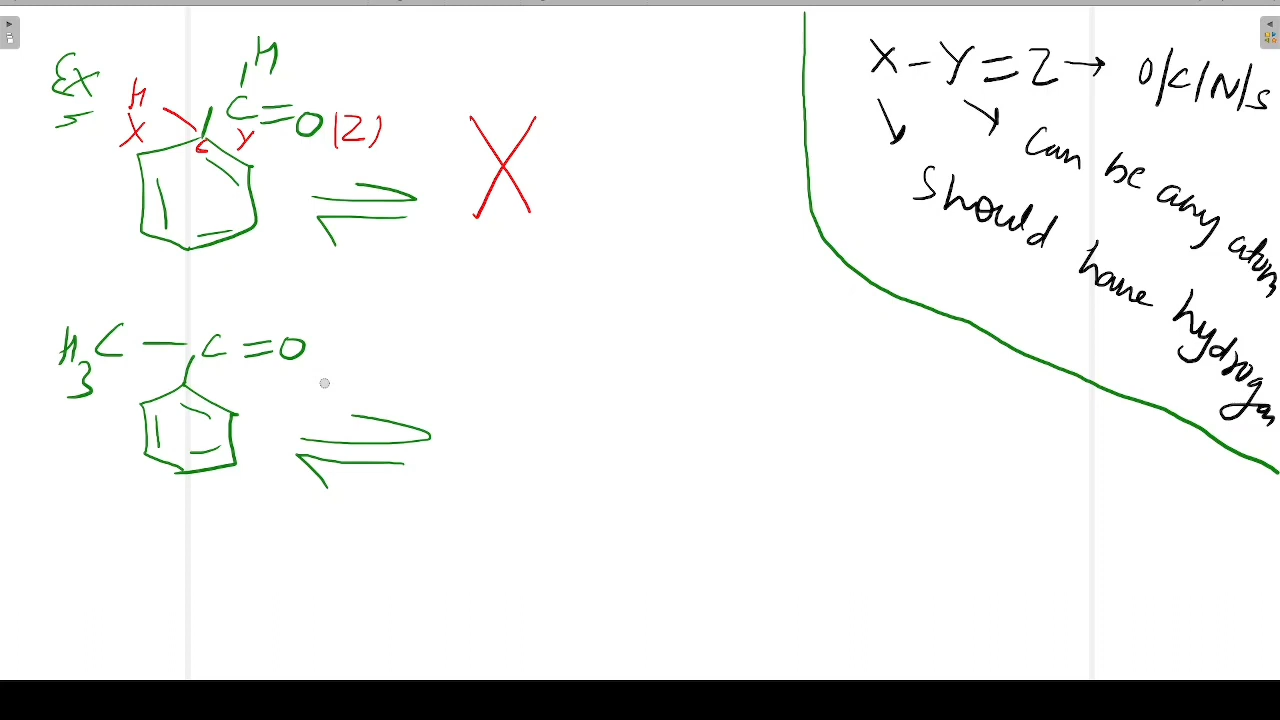 Ex
H
H
X
C
C
Y
=O
(Z)
X
H3C — C = O
X - Y = Z → O/C/N/S
can be any atom
Should have hydrogen